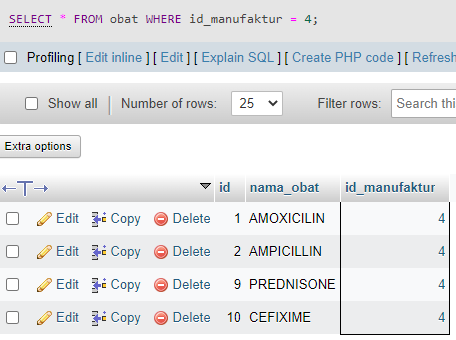 SELECT * FROM obat WHERE id_manufaktur = 4;
Profiling [ Edit inline ] [ Edit ] [ Explain SQL ] [ Create PHP code ] [ Refresh
Show all | Number of rows: 25 Filter rows: Search thi
Extra options
←T→ id nama_obat id_manufaktur
Edit Copy Delete 1 AMOXICILIN 4
Edit Copy Delete 2 AMPICILLIN 4
Edit Copy Delete 9 PREDNISONE 4
Edit Copy Delete 10 CEFIXIME 4